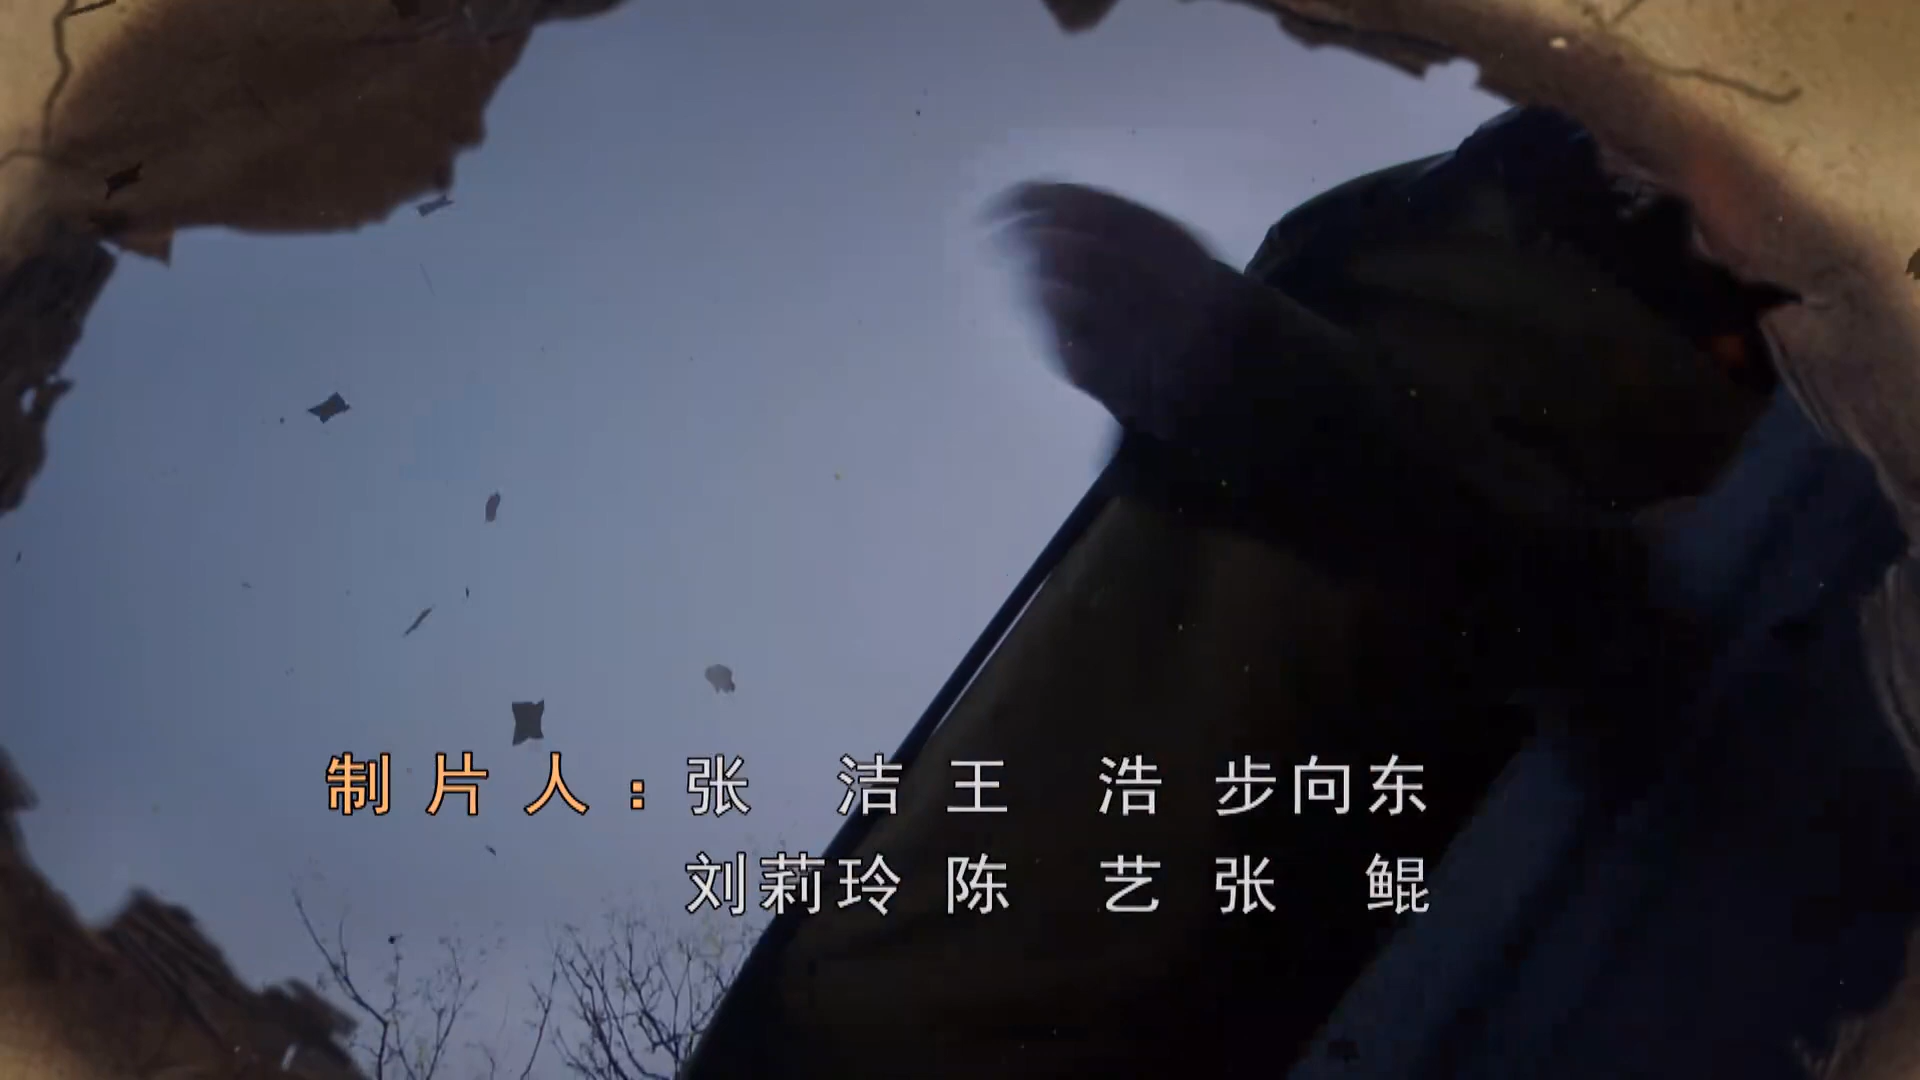 制片人：张 洁 王 浩 步向东
刘莉玲 陈 艺 张 鲲